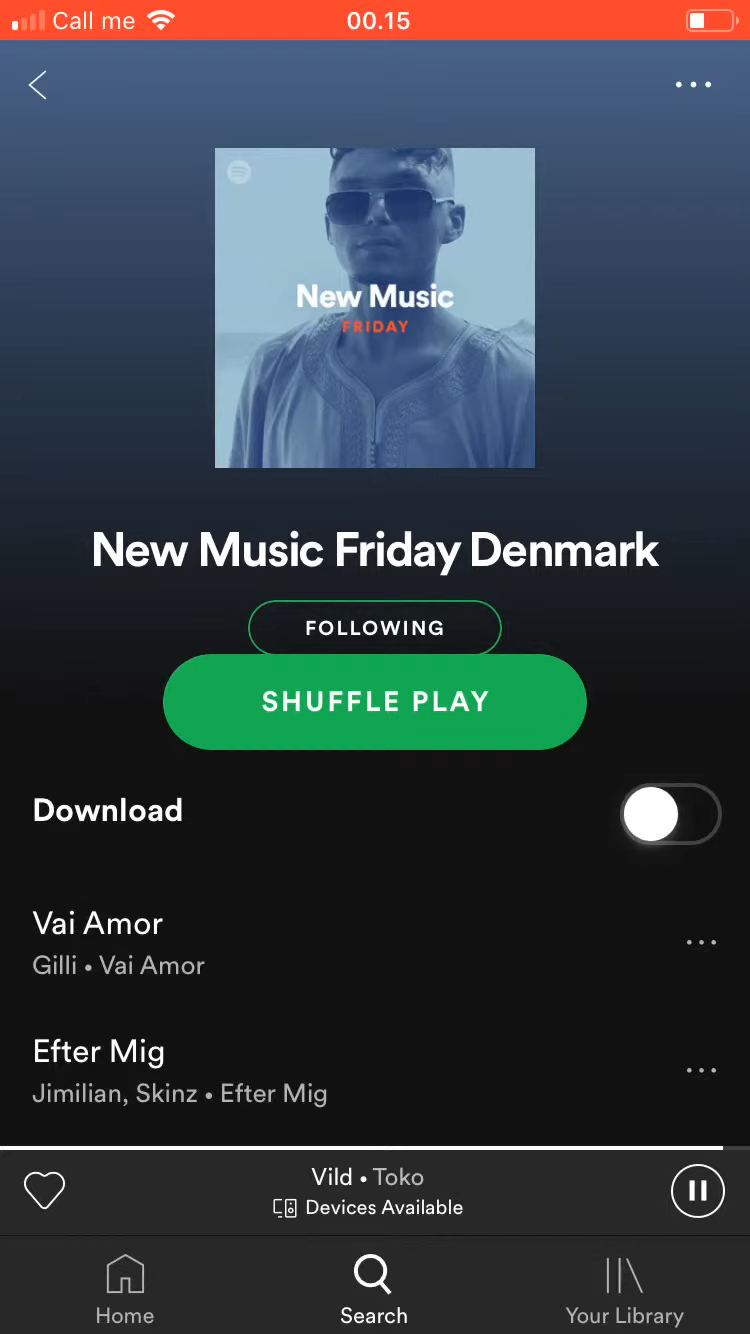 Call me 00.15
New Music
FRIDAY
New Music Friday Denmark
FOLLOWING
SHUFFLE PLAY
Download
Vai Amor
Gilli • Vai Amor
Efter Mig
Jimilian, Skinz • Efter Mig
Vild • Toko
Devices Available
Home Search Your Library